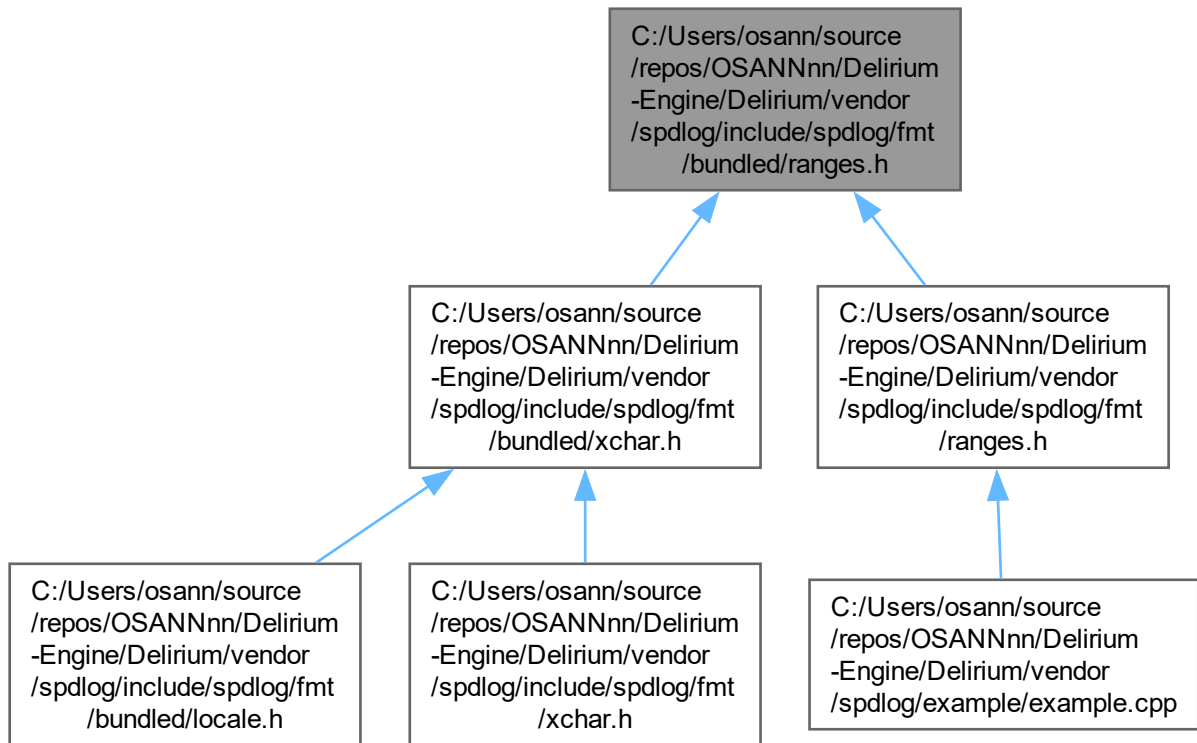 C:/Users/osann/source
/repos/OSANNnn/Delirium
-Engine/Delirium/vendor
/spdlog/include/spdlog/fmt
/bundled/ranges.h
C:/Users/osann/source
/repos/OSANNnn/Delirium
-Engine/Delirium/vendor
/spdlog/include/spdlog/fmt
/bundled/xchar.h
C:/Users/osann/source
/repos/OSANNnn/Delirium
-Engine/Delirium/vendor
/spdlog/include/spdlog/fmt
/ranges.h
C:/Users/osann/source
/repos/OSANNnn/Delirium
-Engine/Delirium/vendor
/spdlog/include/spdlog/fmt
/bundled/locale.h
C:/Users/osann/source
/repos/OSANNnn/Delirium
-Engine/Delirium/vendor
/spdlog/include/spdlog/fmt
/xchar.h
C:/Users/osann/source
/repos/OSANNnn/Delirium
-Engine/Delirium/vendor
/spdlog/example/example.cpp